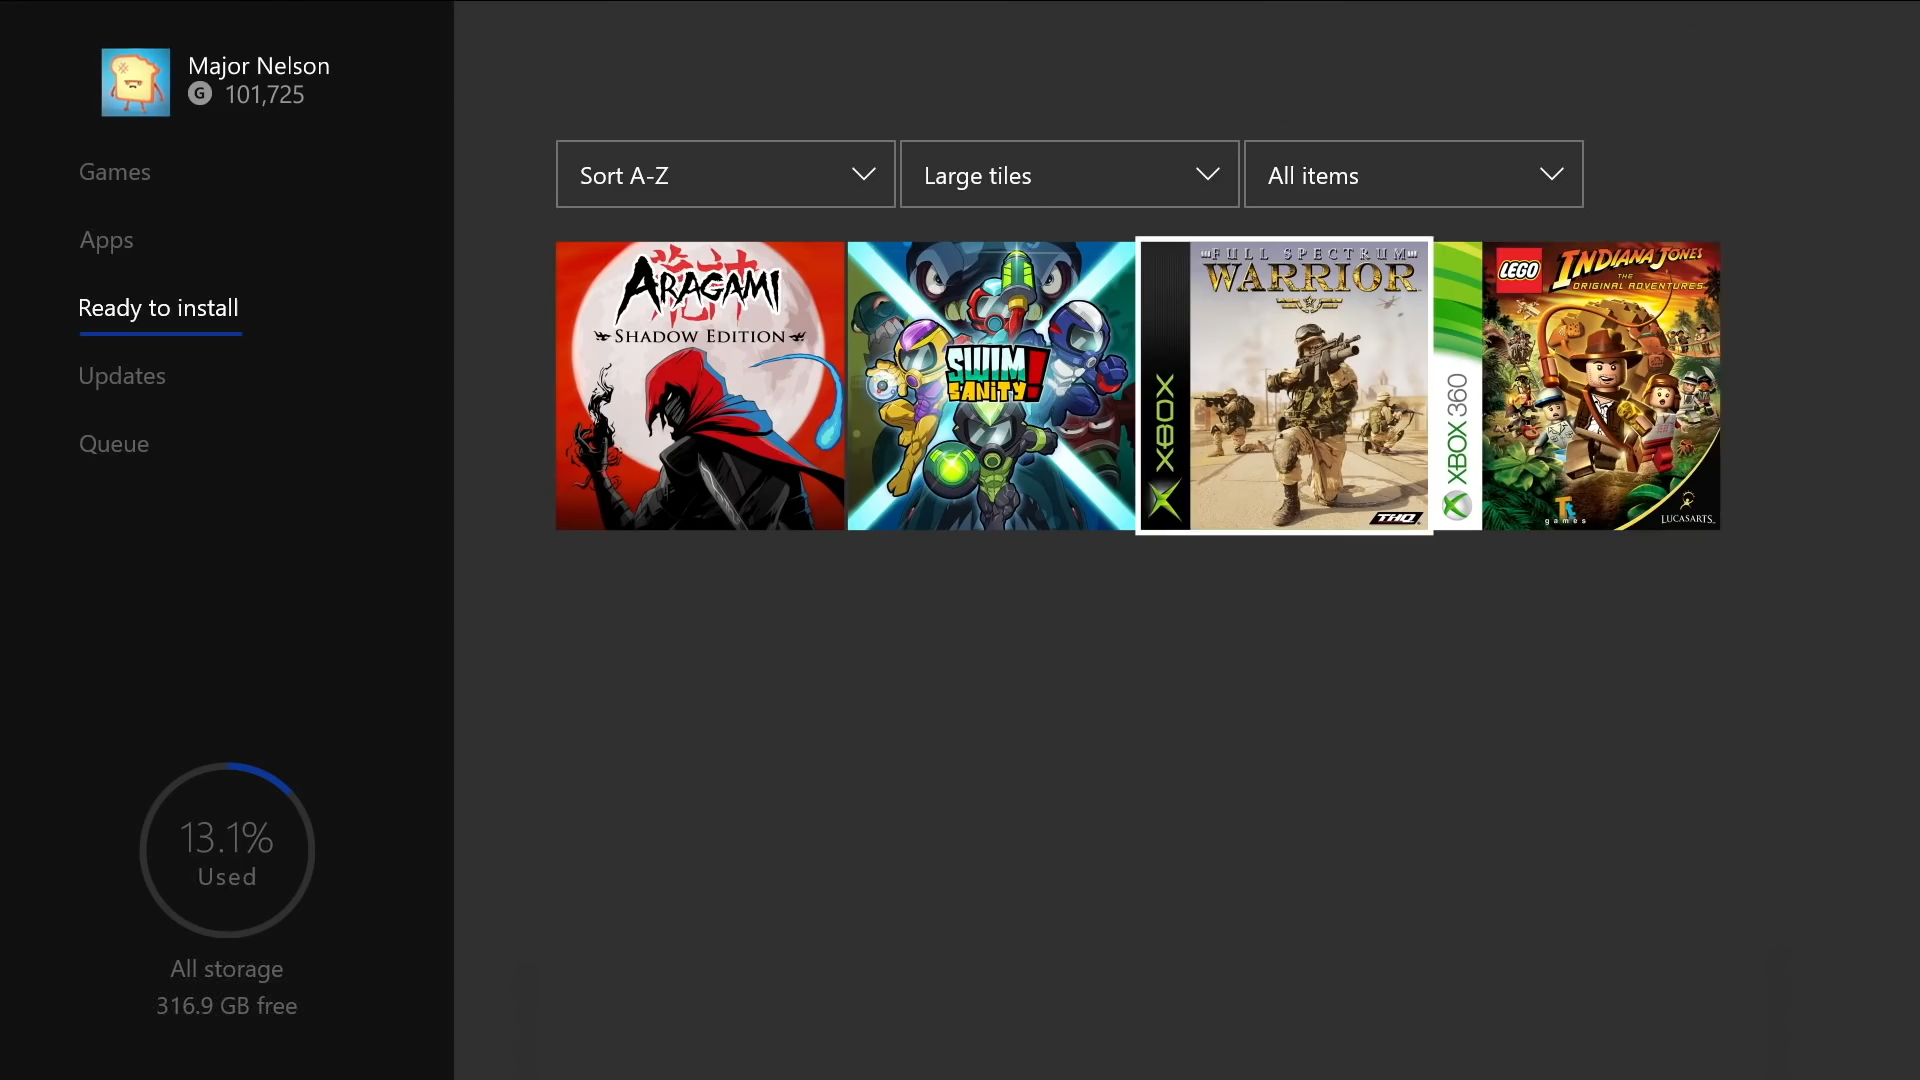 Major Nelson
G 101,725
Games
Apps
Ready to install
Updates
Queue
13.1%
Used
All storage
316.9 GB free
Sort A-Z
Large tiles
All items
ARAGAMI
SHADOW EDITION
SWIM
SANITY!
XBOX
FULL SPECTRUM
WARRIOR
THQ
XBOX 360
LEGO
INDIANA JONES
THE
ORIGINAL ADVENTURES
Tt
games
LUCASARTS